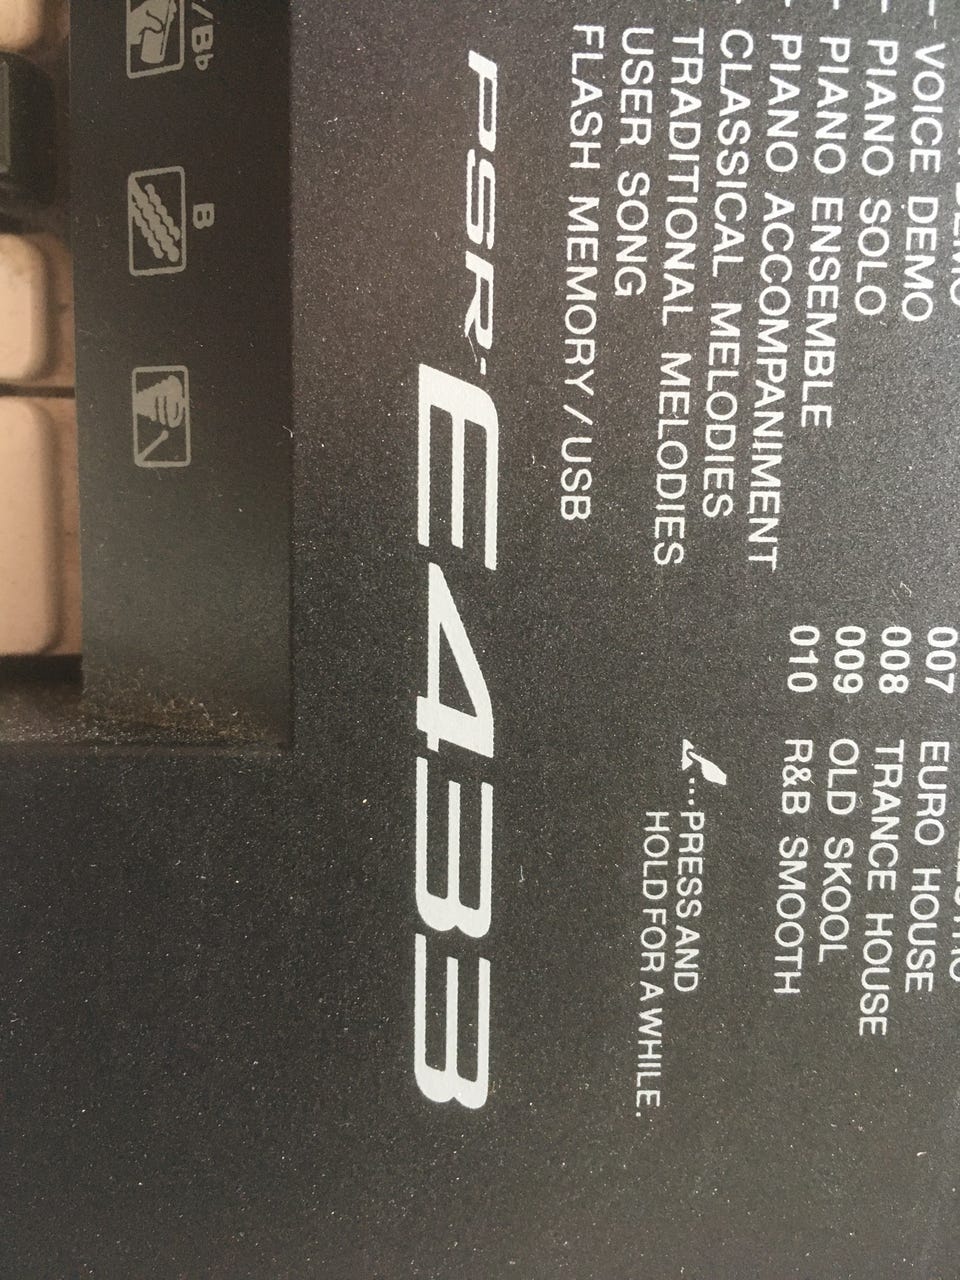 VOICE DEMO
PIANO SOLO
PIANO ENSEMBLE
PIANO ACCOMPANIMENT
CLASSICAL MELODIES
TRADITIONAL MELODIES
USER SONG
FLASH MEMORY/USB
007 EURO HOUSE
008 TRANCE HOUSE
009 OLD SKOOL
010 R&B SMOOTH
...PRESS AND
HOLD FOR A WHILE.
PSR-E433
/B♭
B